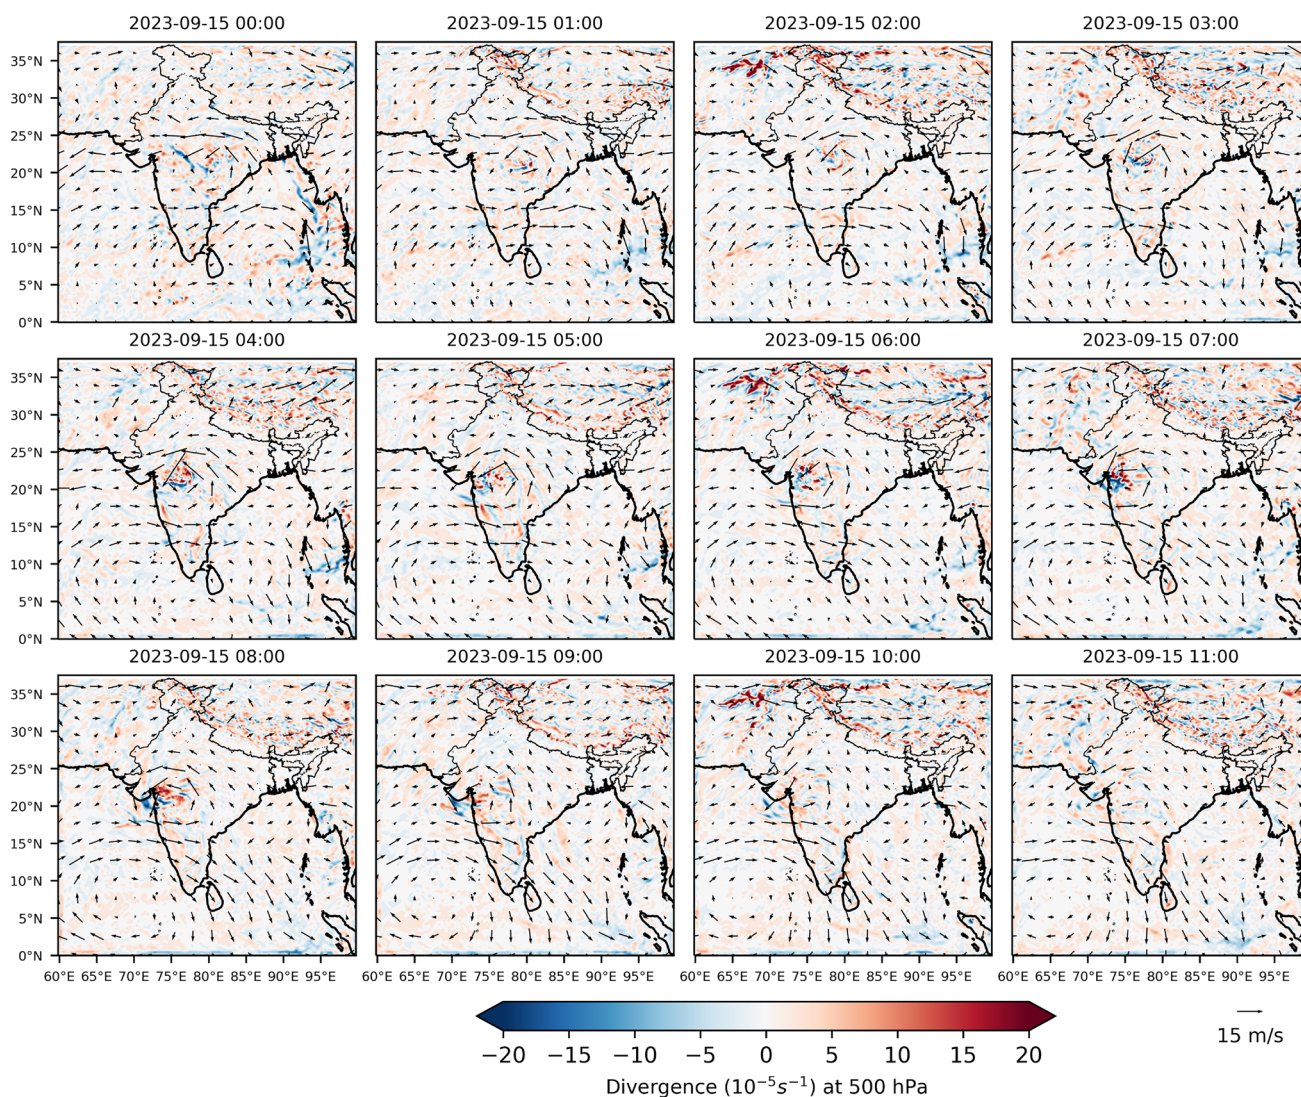 2023-09-15 00:00 2023-09-15 01:00 2023-09-15 02:00 2023-09-15 03:00
35°N
30°N
25°N
20°N
15°N
10°N
5°N
0°N
2023-09-15 04:00 2023-09-15 05:00 2023-09-15 06:00 2023-09-15 07:00
35°N
30°N
25°N
20°N
15°N
10°N
5°N
0°N
2023-09-15 08:00 2023-09-15 09:00 2023-09-15 10:00 2023-09-15 11:00
35°N
30°N
25°N
20°N
15°N
10°N
5°N
0°N
60°E 65°E 70°E 75°E 80°E 85°E 90°E 95°E 60°E 65°E 70°E 75°E 80°E 85°E 90°E 95°E 60°E 65°E 70°E 75°E 80°E 85°E 90°E 95°E 60°E 65°E 70°E 75°E 80°E 85°E 90°E 95°E
−20 −15 −10 −5 0 5 10 15 20
15 m/s
Divergence (10⁻⁵s⁻¹) at 500 hPa